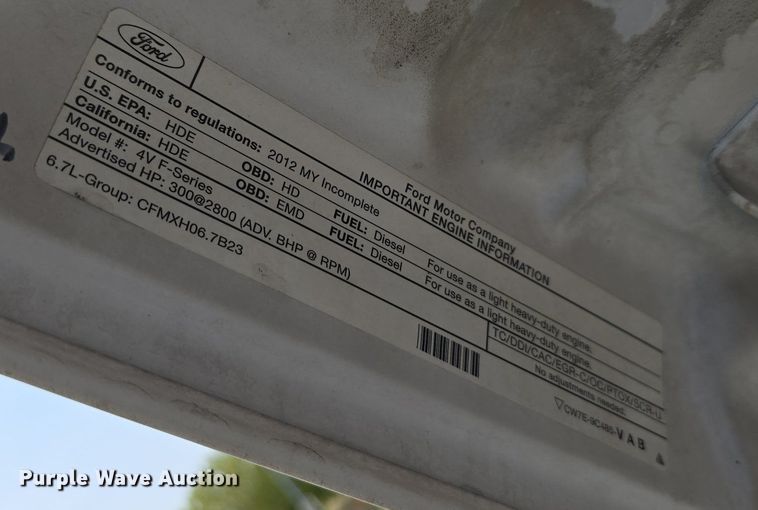 Ford
Ford Motor Company
IMPORTANT ENGINE INFORMATION
Conforms to regulations: 2012 MY Incomplete
U.S. EPA: HDE OBD: HD FUEL: Diesel For use as a light heavy-duty engine.
California: HDE OBD: EMD FUEL: Diesel For use as a light heavy-duty engine.
Model #: 4V F-Series TC/DDI/CAC/EGR-C/OC/PTOX/SCR-U
Advertised HP: 300@2800 (ADV. BHP @ RPM) No adjustments needed.
6.7L-Group: CFMXH06.7B23
CW7E-9C485-VAB
Purple Wave Auction